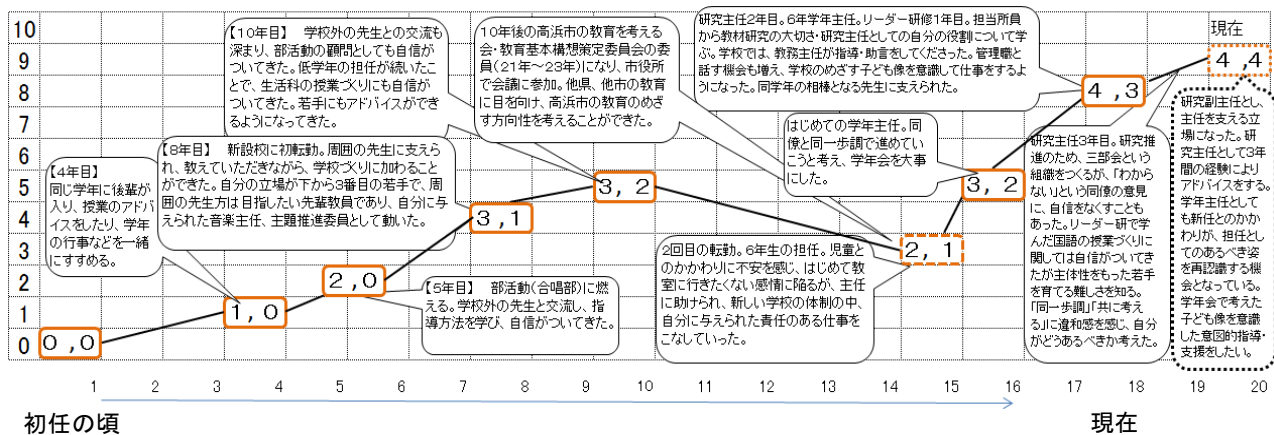 10
9
8
7
6
5
4
3
2
1
0
【4年目】
同じ学年に後輩が
入り、授業のアドバ
イスをしたり、学年
の行事などを一緒
にすすめる。
【10年目】　学校外の先生との交流も
深まり、部活動の顧問としても自信が
ついてきた。低学年の担任が続いたこ
とで、生活科の授業づくりにも自信が
ついてきた。若手にもアドバイスができ
るようになってきた。
【8年目】　新設校に初転勤。周囲の先生に支えら
れ、教えていただきながら、学校づくりに加わること
ができた。自分の立場が下から3番目の若手で、周
囲の先生方は目指したい先輩教員であり、自分に与
えられた音楽主任、主題推進委員として動いた。
【5年目】　部活動（合唱部）に燃
える。学校外の先生と交流し、指
導方法を学び、自信がついてきた。
10年後の高浜市の教育を考える
会・教育基本構想策定委員会の委
員（21年～23年）になり、市役所
で会議に参加。他県、他市の教育
に目を向け、高浜市の教育のめざ
す方向性を考えることができた。
2回目の転勤。6年生の担任。児童と
のかかわりに不安を感じ、はじめて教
室に行きたくない感情に陥るが、主任
に助けられ、新しい学校の体制の中、
自分に与えられた責任のある仕事を
こなしていった。
はじめての学年主任。同
僚と同一歩調で進めてい
こうと考え、学年会を大事
にした。
研究主任2年目。6年学年主任。リーダー研修1年目。担当所員
から教材研究の大切さ・研究主任としての自分の役割について学
ぶ。学校では、教務主任が指導・助言をしてくださった。管理職と
話す機会も増え、学校のめざす子ども像を意識して仕事をするよ
うになった。同学年の相棒となる先生に支えられた。
研究主任3年目。研究推
進のため、三部会という
組織をつくるが、「わから
ない」という同僚の意見
に、自信をなくすことも
あった。リーダー研で学
んだ国語の授業づくりに
関しては自信がついてき
たが主体性をもった若手
を育てる難しさを知る。
「同一歩調」「共に考え
る」に違和感を感じ、自分
がどうあるべきか考えた。
現在
研究副主任とし、
主任を支える立
場になった。研
究主任として3年
間の経験により
アドバイスをする。
学年主任として
も新任とのかか
わりが、担任とし
てのあるべき姿
を再認識する機
会となっている。
学年会で考えた
子ども像を意識
した意図的指導・
支援をしたい。
0,0
1,0
2,0
3,1
3,2
2,1
3,2
4,3
4,4
1 2 3 4 5 6 7 8 9 10 11 12 13 14 15 16 17 18 19 20
初任の頃
現在